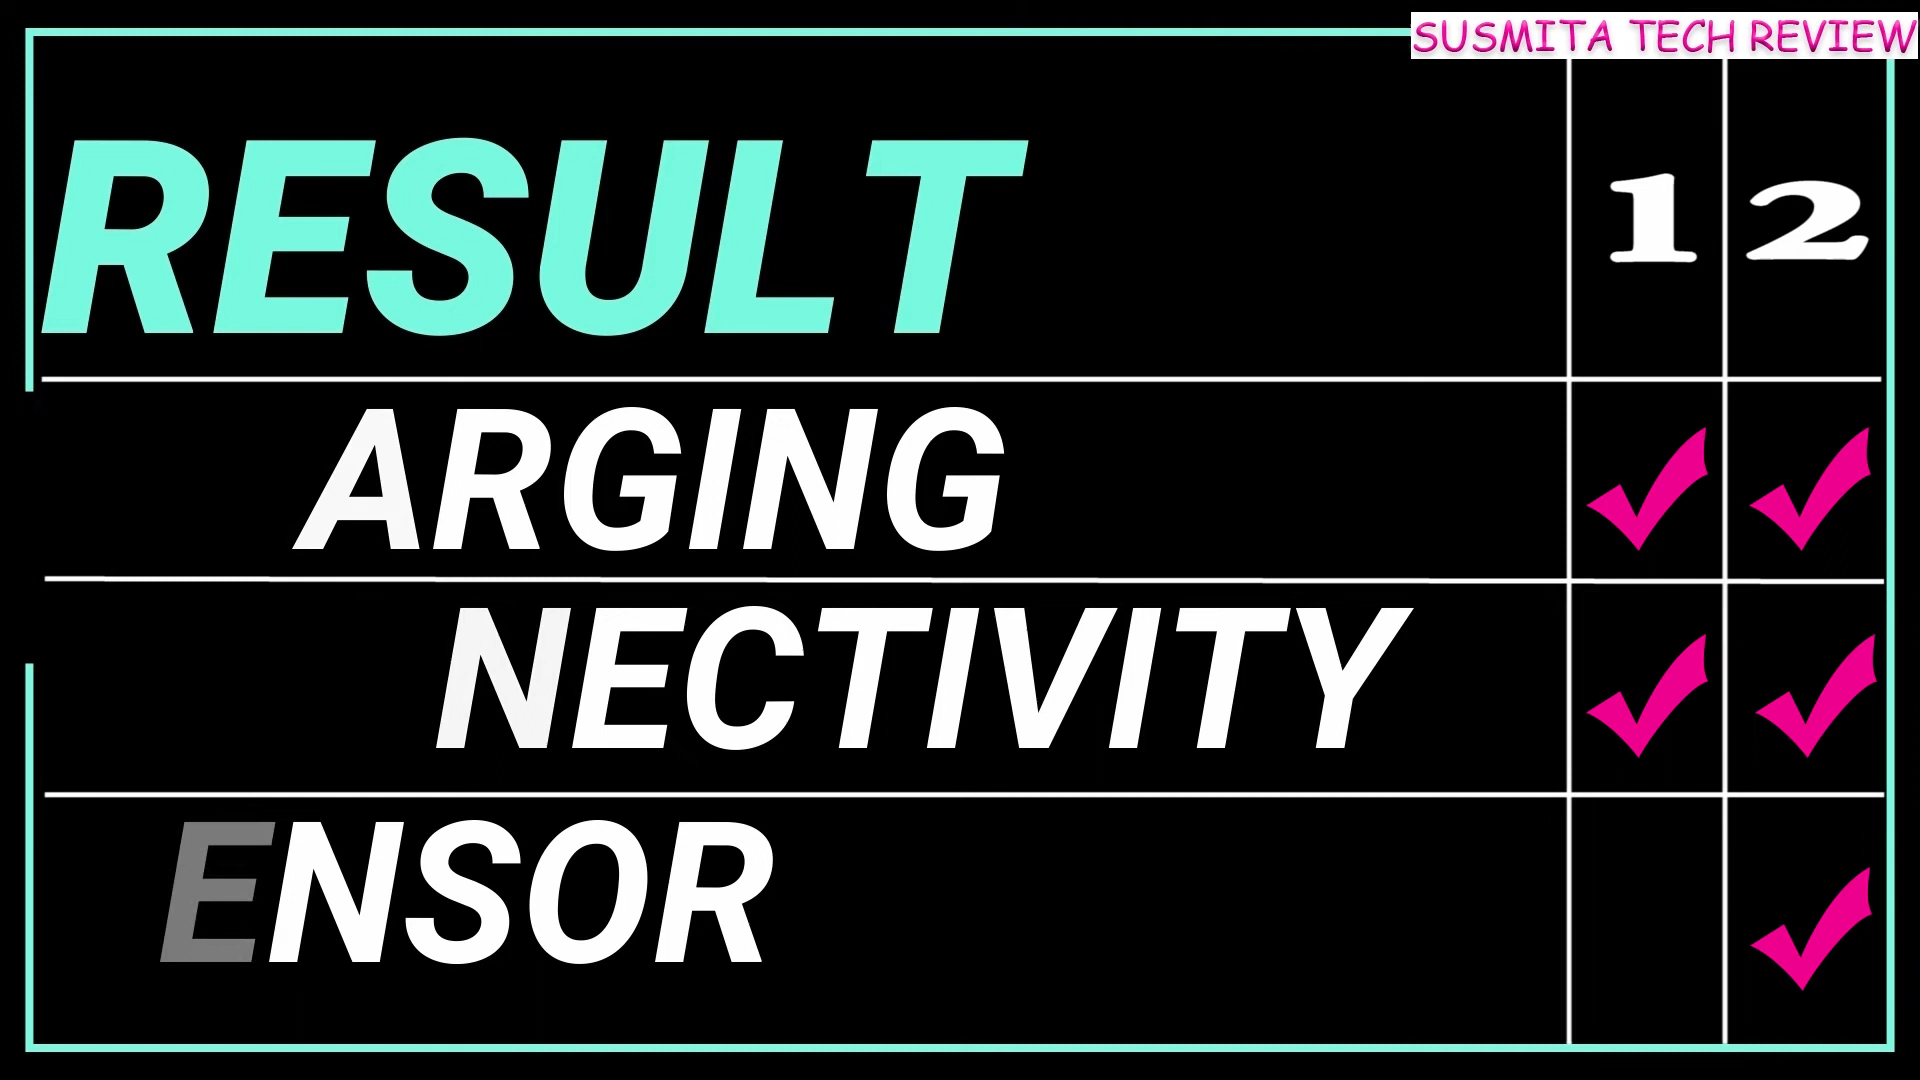 SUSMITA TECH REVIEW
RESULT 1 2
ARGING
NECTIVITY
ENSOR